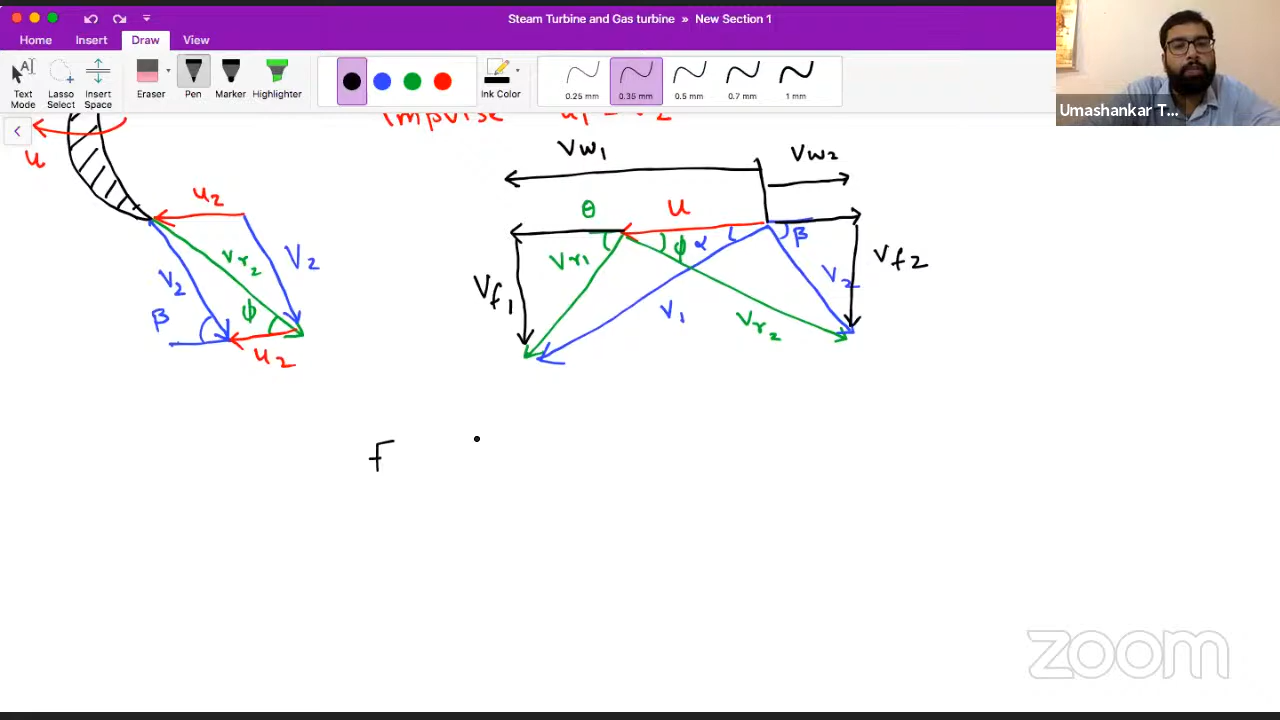 Steam Turbine and Gas turbine » New Section 1
Home Insert Draw View
Text Mode
Lasso Select
Insert Space
Eraser
Pen
Marker
Highlighter
Ink Color
0.25 mm
0.35 mm
0.5 mm
0.7 mm
1 mm
Umashankar T...
Impulse
u
u2
V2
Vr2
V2
β
ϕ
u2
Vw1
Vw2
θ
u
Vr1
ϕ
α
β
Vf1
V1
Vr2
V2
Vf2
F
zoom